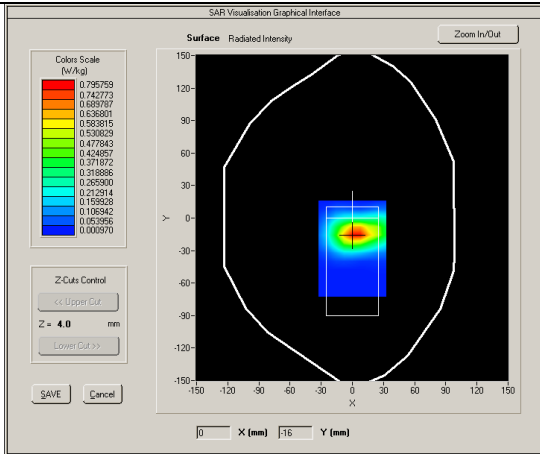 SAR Visualisation Graphical Interface
Surface Radiated Intensity
Zoom In/Out
Colors Scale
(W/kg)
0.795759
0.742773
0.689787
0.636801
0.583815
0.530829
0.477843
0.424857
0.371872
0.318886
0.265900
0.212914
0.159928
0.106942
0.053956
0.000970
Z-Cuts Control
<< Upper Cut
Z = 4.0 mm
Lower Cut >>
SAVE Cancel
150
120
90
60
30
0
-30
-60
-90
-120
-150
Y
-150 -120 -90 -60 -30 0 30 60 90 120 150
X
0 X (mm) -16 Y (mm)